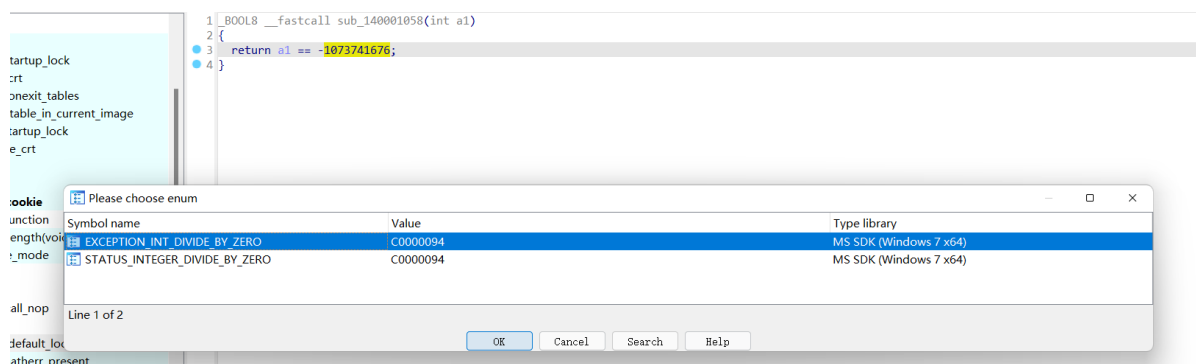 1 _BOOL8 __fastcall sub_140001058(int a1)
2 {
3 return a1 == -1073741676;
4 }
tartup_lock
crt
onexit_tables
table_in_current_image
tartup_lock
e_crt
cookie
unction
ength(voi
e_mode
all_nop
default_loc
atherr_present
Please choose enum
Symbol name Value Type library
EXCEPTION_INT_DIVIDE_BY_ZERO C0000094 MS SDK (Windows 7 x64)
STATUS_INTEGER_DIVIDE_BY_ZERO C0000094 MS SDK (Windows 7 x64)
Line 1 of 2
OK Cancel Search Help